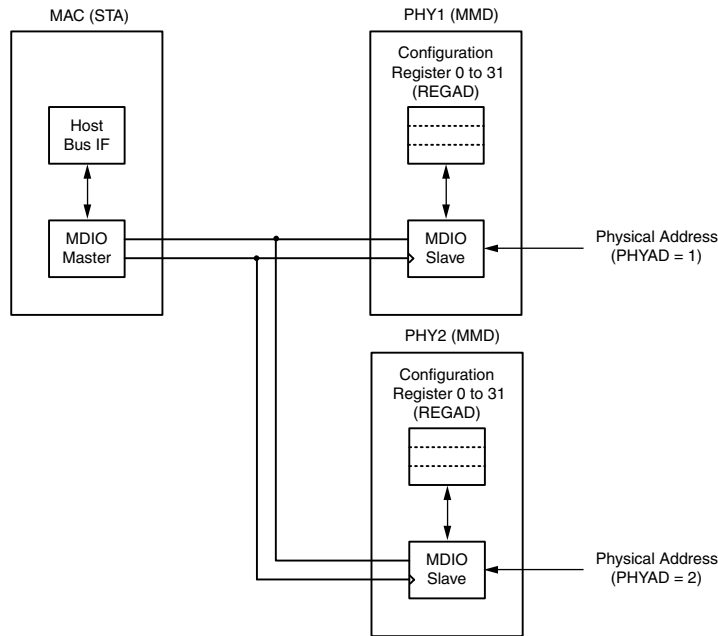 MAC (STA)
Host
Bus IF
MDIO
Master
PHY1 (MMD)
Configuration
Register 0 to 31
(REGAD)
MDIO
Slave
Physical Address
(PHYAD = 1)
PHY2 (MMD)
Configuration
Register 0 to 31
(REGAD)
MDIO
Slave
Physical Address
(PHYAD = 2)